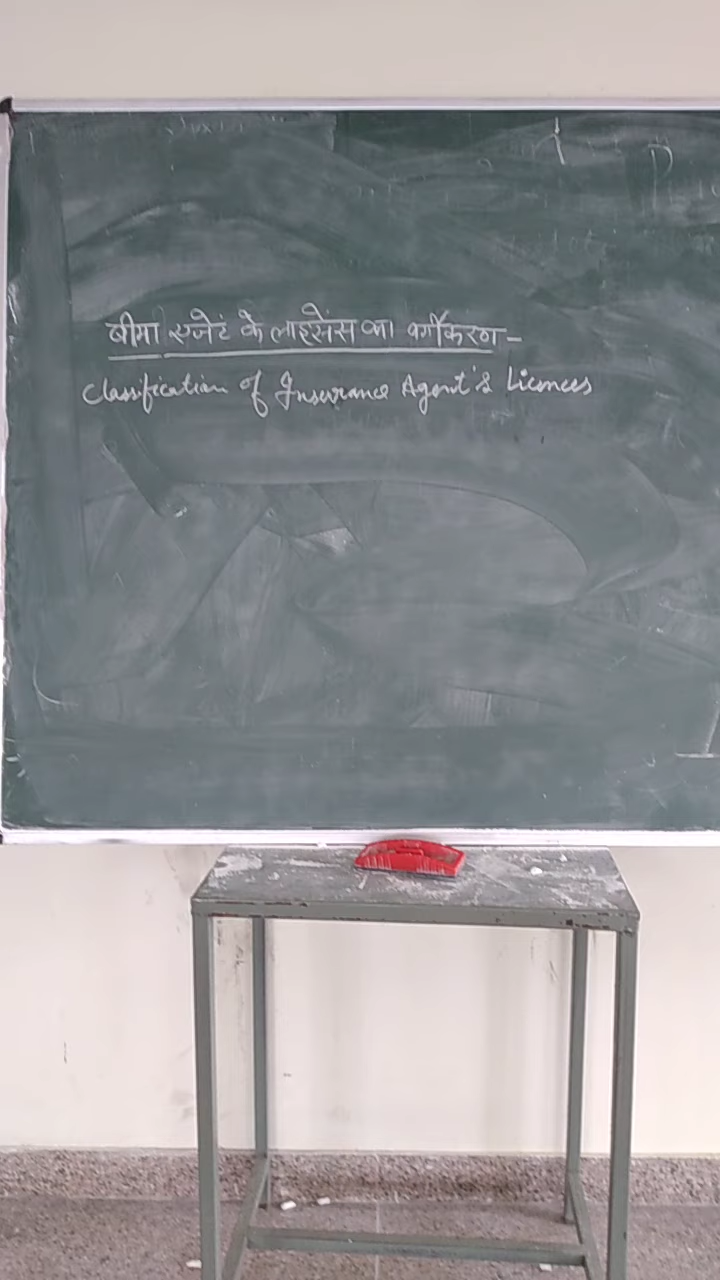 बीमा एजेंट के लाइसेंस का वर्गीकरण -
Classification of Insurance Agent's Licences